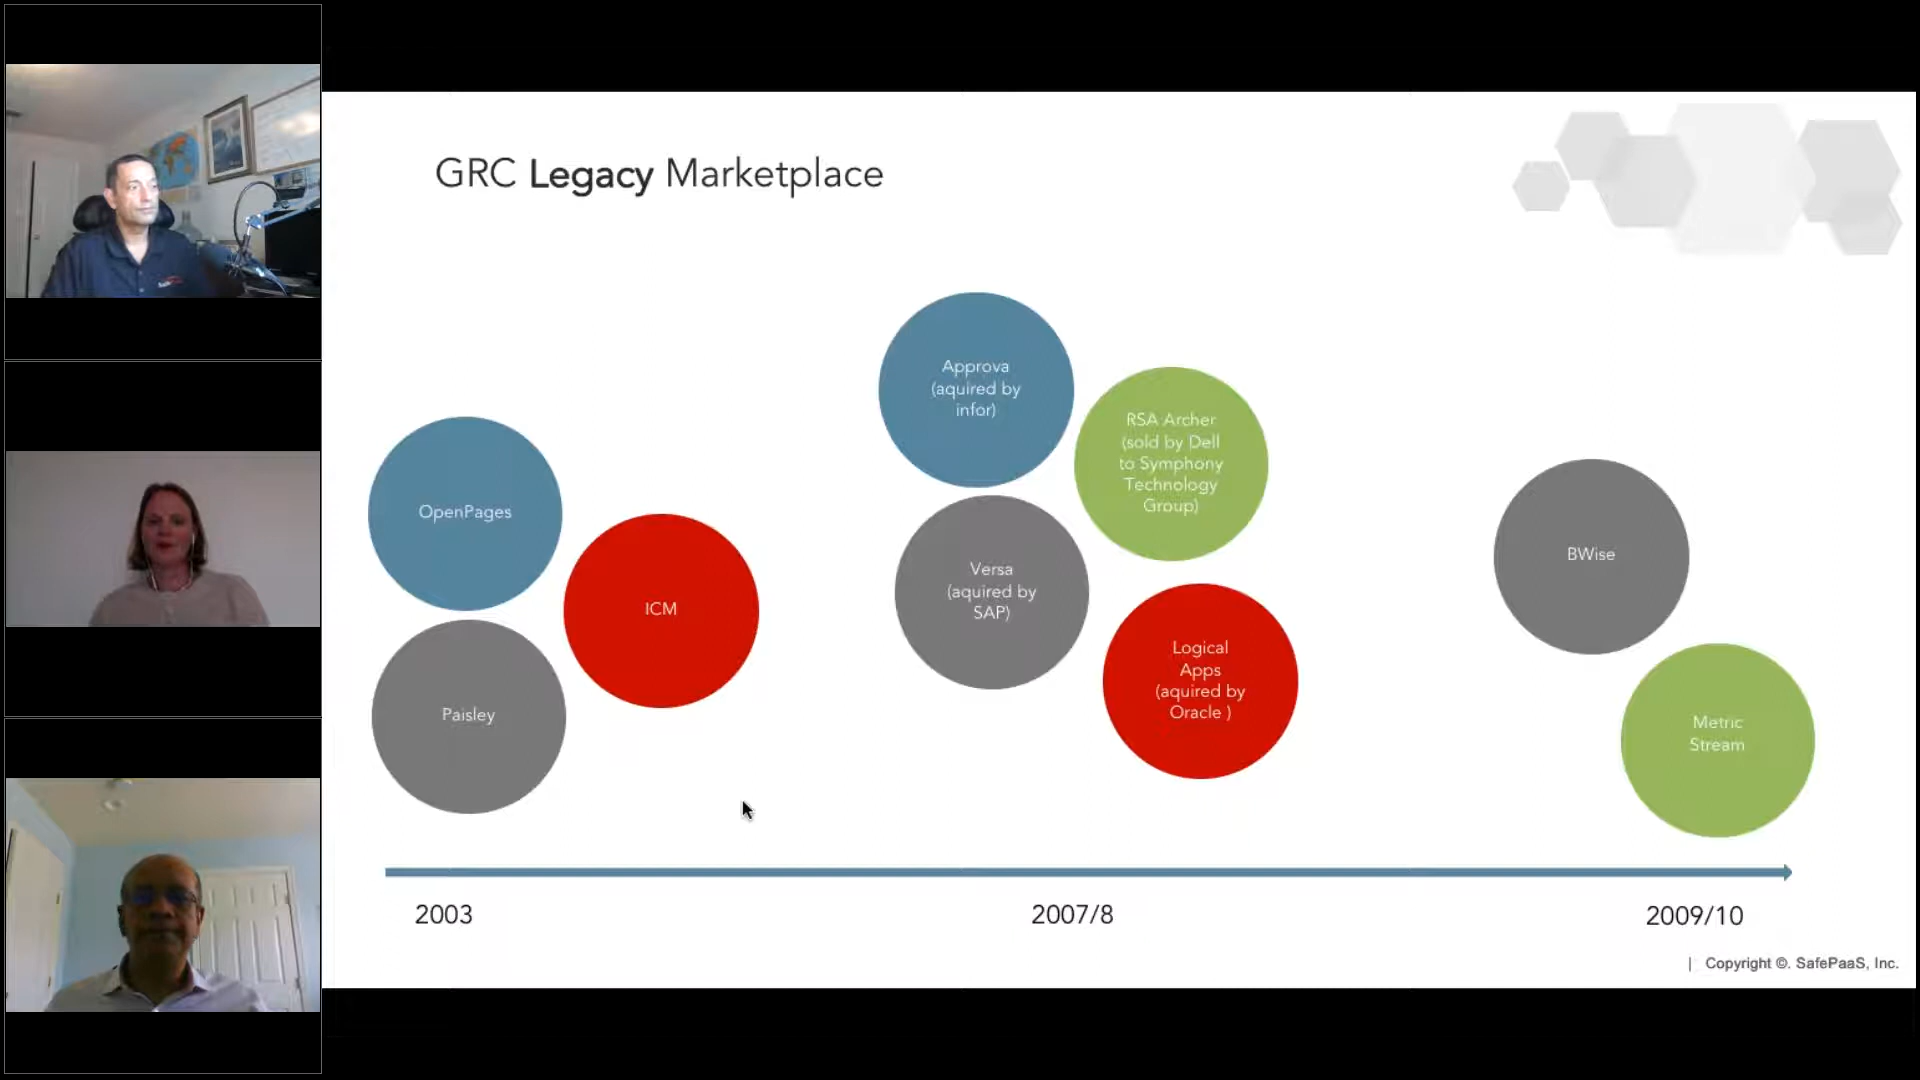 GRC Legacy Marketplace
OpenPages
Paisley
ICM
Approva
(aquired by
infor)
Versa
(aquired by
SAP)
RSA Archer
(sold by Dell
to Symphony
Technology
Group)
Logical
Apps
(aquired by
Oracle )
BWise
Metric
Stream
2003
2007/8
2009/10
| Copyright ©. SafePaaS, Inc.